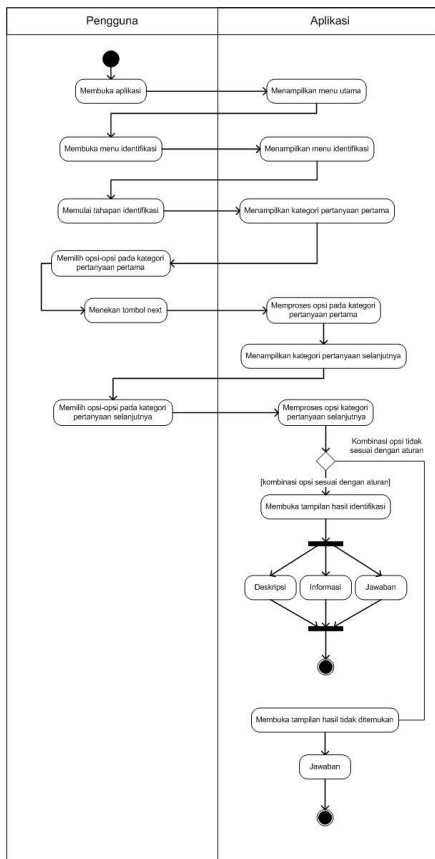 Pengguna
Aplikasi
Membuka aplikasi
Menampilkan menu utama
Membuka menu identifikasi
Menampilkan menu identifikasi
Memulai tahapan identifikasi
Menampilkan kategori pertanyaan pertama
Memilih opsi-opsi pada kategori
pertanyaan pertama
Menekan tombol next
Memproses opsi pada kategori
pertanyaan pertama
Menampilkan kategori pertanyaan selanjutnya
Memilih opsi-opsi pada kategori
pertanyaan selanjutnya
Memproses opsi kategori
pertanyaan selanjutnya
Kombinasi opsi tidak
sesuai dengan aturan
[kombinasi opsi sesuai dengan aturan]
Membuka tampilan hasil identifikasi
Deskripsi
Informasi
Jawaban
Membuka tampilan hasil tidak ditemukan
Jawaban